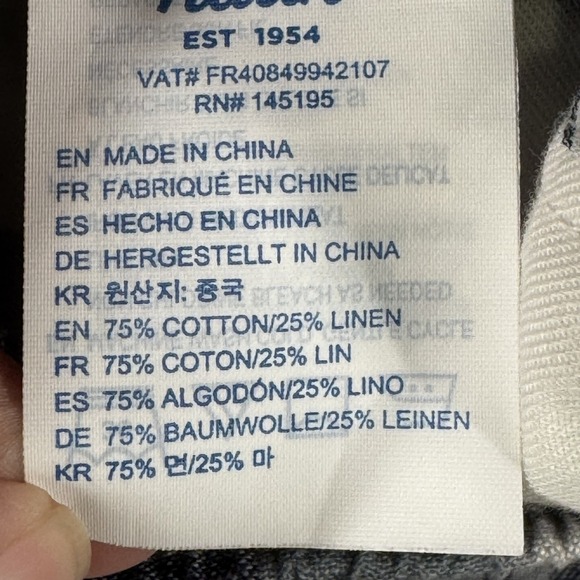 EST 1954
VAT# FR40849942107
RN# 145195
EN MADE IN CHINA
FR FABRIQUÉ EN CHINE
ES HECHO EN CHINA
DE HERGESTELLT IN CHINA
KR 원산지: 중국
EN 75% COTTON/25% LINEN
FR 75% COTON/25% LIN
ES 75% ALGODÓN/25% LINO
DE 75% BAUMWOLLE/25% LEINEN
KR 75% 면/25% 마